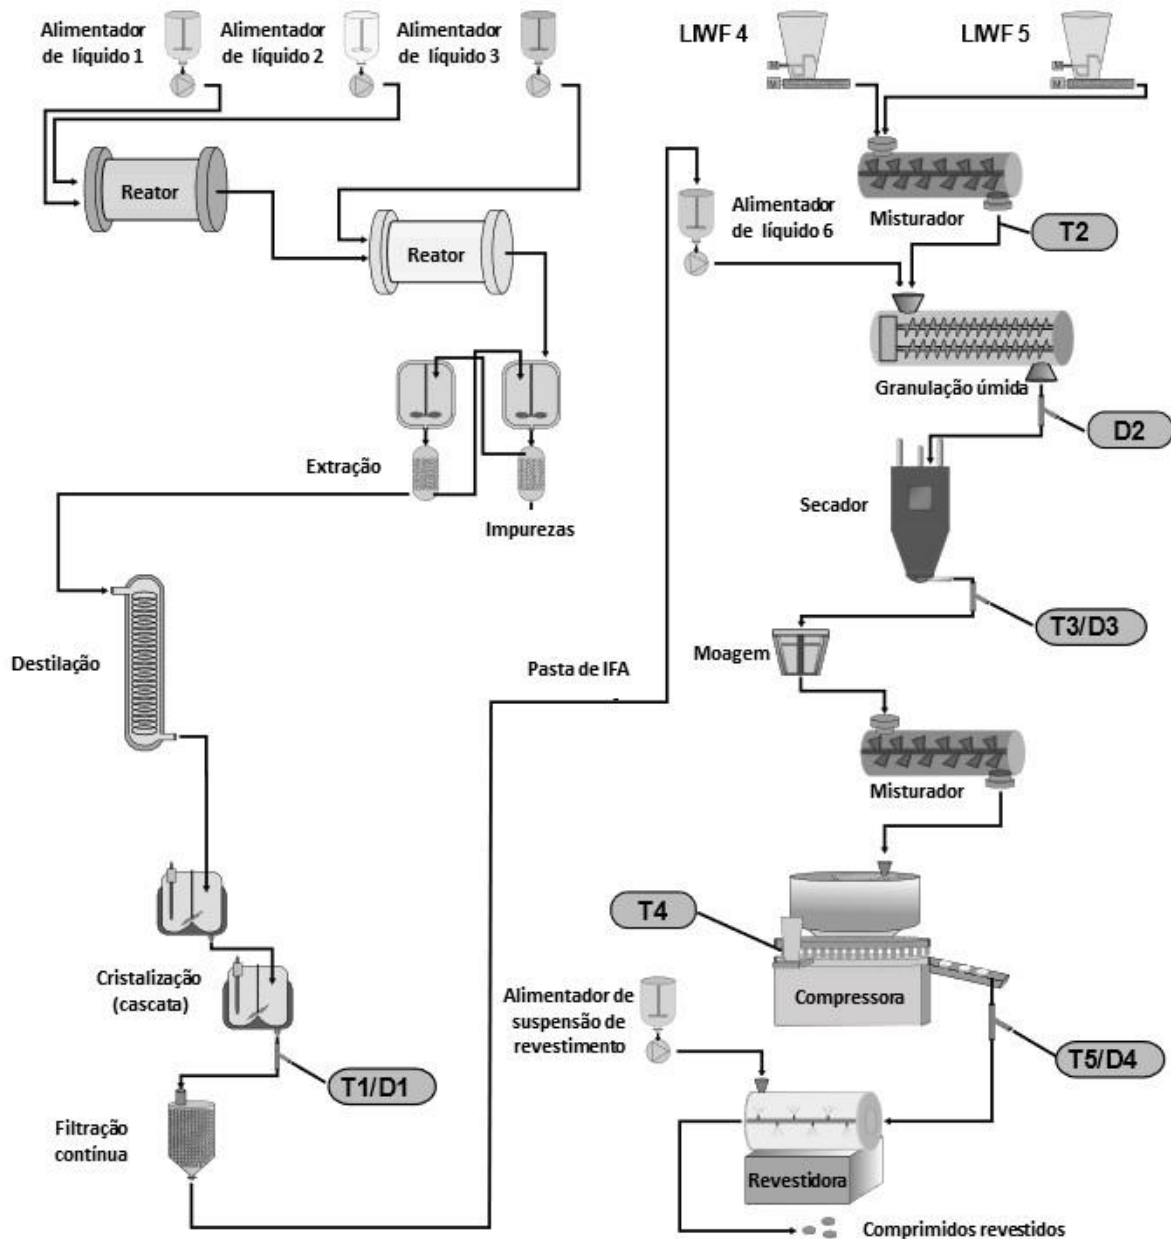 Alimentador
de líquido 1
Alimentador
de líquido 2
Alimentador
de líquido 3
LIWF 4
LIWF 5
M
M
M
M
Reator
Reator
Misturador
T2
Alimentador
de líquido 6
Granulação úmida
D2
Extração
Impurezas
Secador
T3/D3
Destilação
Moagem
Pasta de IFA
Misturador
T4
Compressora
Cristalização
(cascata)
Alimentador de
suspensão de
revestimento
T1/D1
T5/D4
Filtração
contínua
Revestidora
Comprimidos revestidos